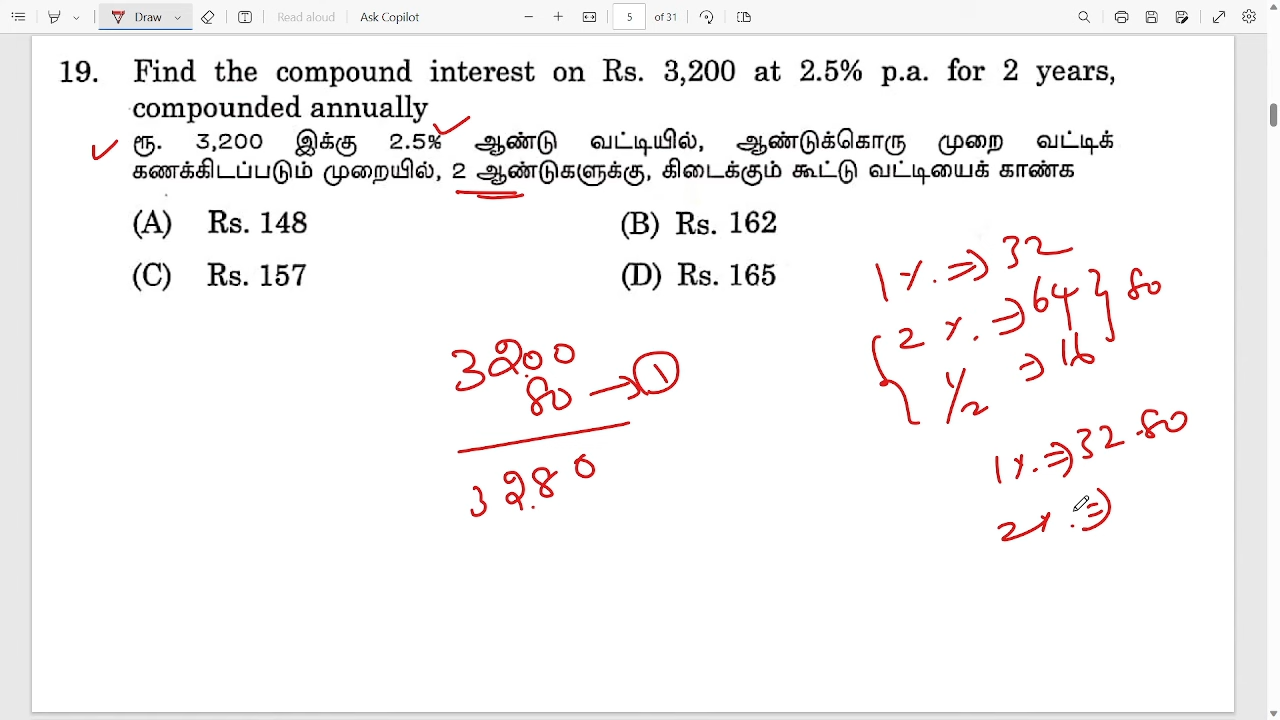 Draw
Read aloud
Ask Copilot
5 of 31
19. Find the compound interest on Rs. 3,200 at 2.5% p.a. for 2 years,
compounded annually
ரூ. 3,200 இக்கு 2.5% ஆண்டு வட்டியில், ஆண்டுக்கொரு முறை வட்டிக்
கணக்கிடப்படும் முறையில், 2 ஆண்டுகளுக்கு, கிடைக்கும் கூட்டு வட்டியைக் காண்க
(A) Rs. 148 (B) Rs. 162
(C) Rs. 157 (D) Rs. 165
1 %. ⇒ 32
2 %. ⇒ 64 } 80
1/2 ⇒ 16
3200
80 → 1
3280
1 %. ⇒ 32.80
2 %. ⇒